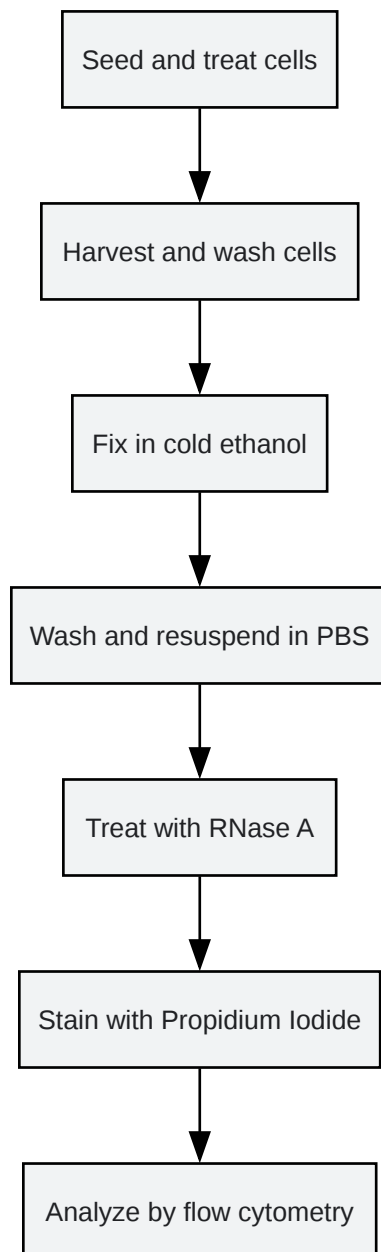 Seed and treat cells
Harvest and wash cells
Fix in cold ethanol
Wash and resuspend in PBS
Treat with RNase A
Stain with Propidium Iodide
Analyze by flow cytometry